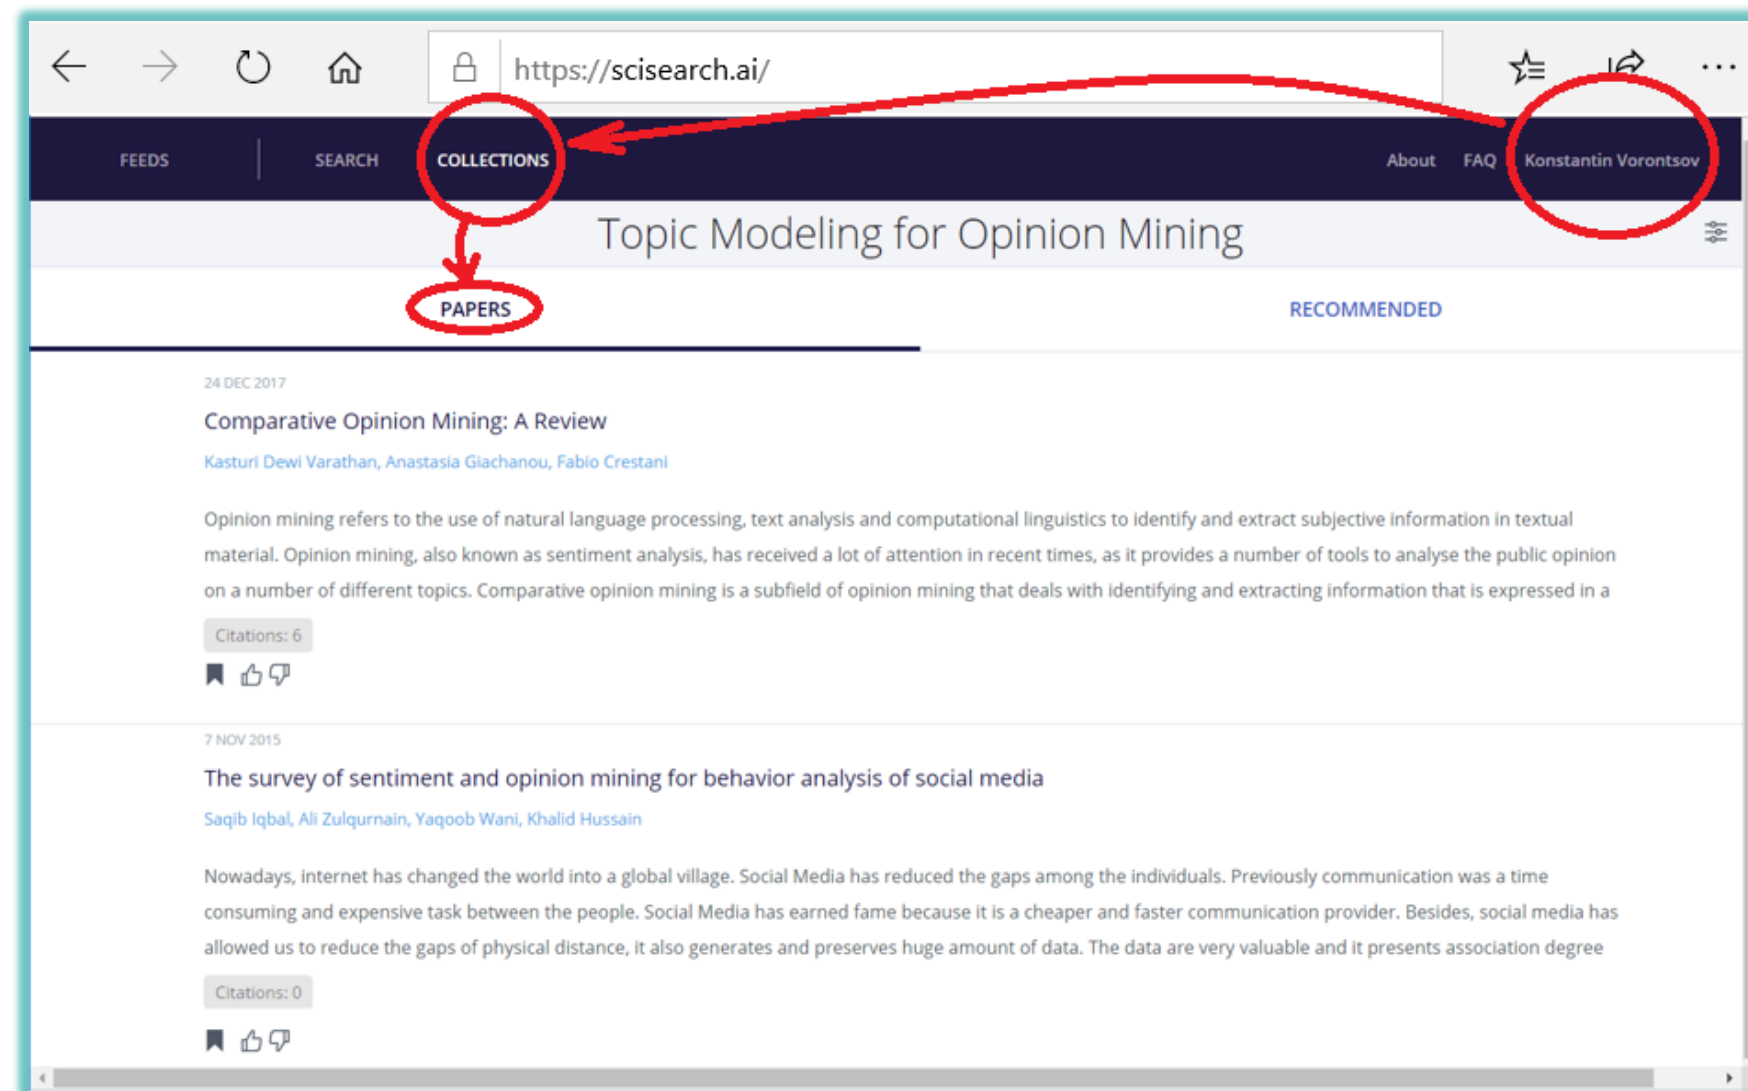 https://scisearch.ai/
FEEDS SEARCH COLLECTIONS About FAQ Konstantin Vorontsov
Topic Modeling for Opinion Mining
PAPERS RECOMMENDED
24 DEC 2017
Comparative Opinion Mining: A Review
Kasturi Dewi Varathan, Anastasia Giachanou, Fabio Crestani
Opinion mining refers to the use of natural language processing, text analysis and computational linguistics to identify and extract subjective information in textual
material. Opinion mining, also known as sentiment analysis, has received a lot of attention in recent times, as it provides a number of tools to analyse the public opinion
on a number of different topics. Comparative opinion mining is a subfield of opinion mining that deals with identifying and extracting information that is expressed in a
Citations: 6
7 NOV 2015
The survey of sentiment and opinion mining for behavior analysis of social media
Saqib Iqbal, Ali Zulqurnain, Yaqoob Wani, Khalid Hussain
Nowadays, internet has changed the world into a global village. Social Media has reduced the gaps among the individuals. Previously communication was a time
consuming and expensive task between the people. Social Media has earned fame because it is a cheaper and faster communication provider. Besides, social media has
allowed us to reduce the gaps of physical distance, it also generates and preserves huge amount of data. The data are very valuable and it presents association degree
Citations: 0